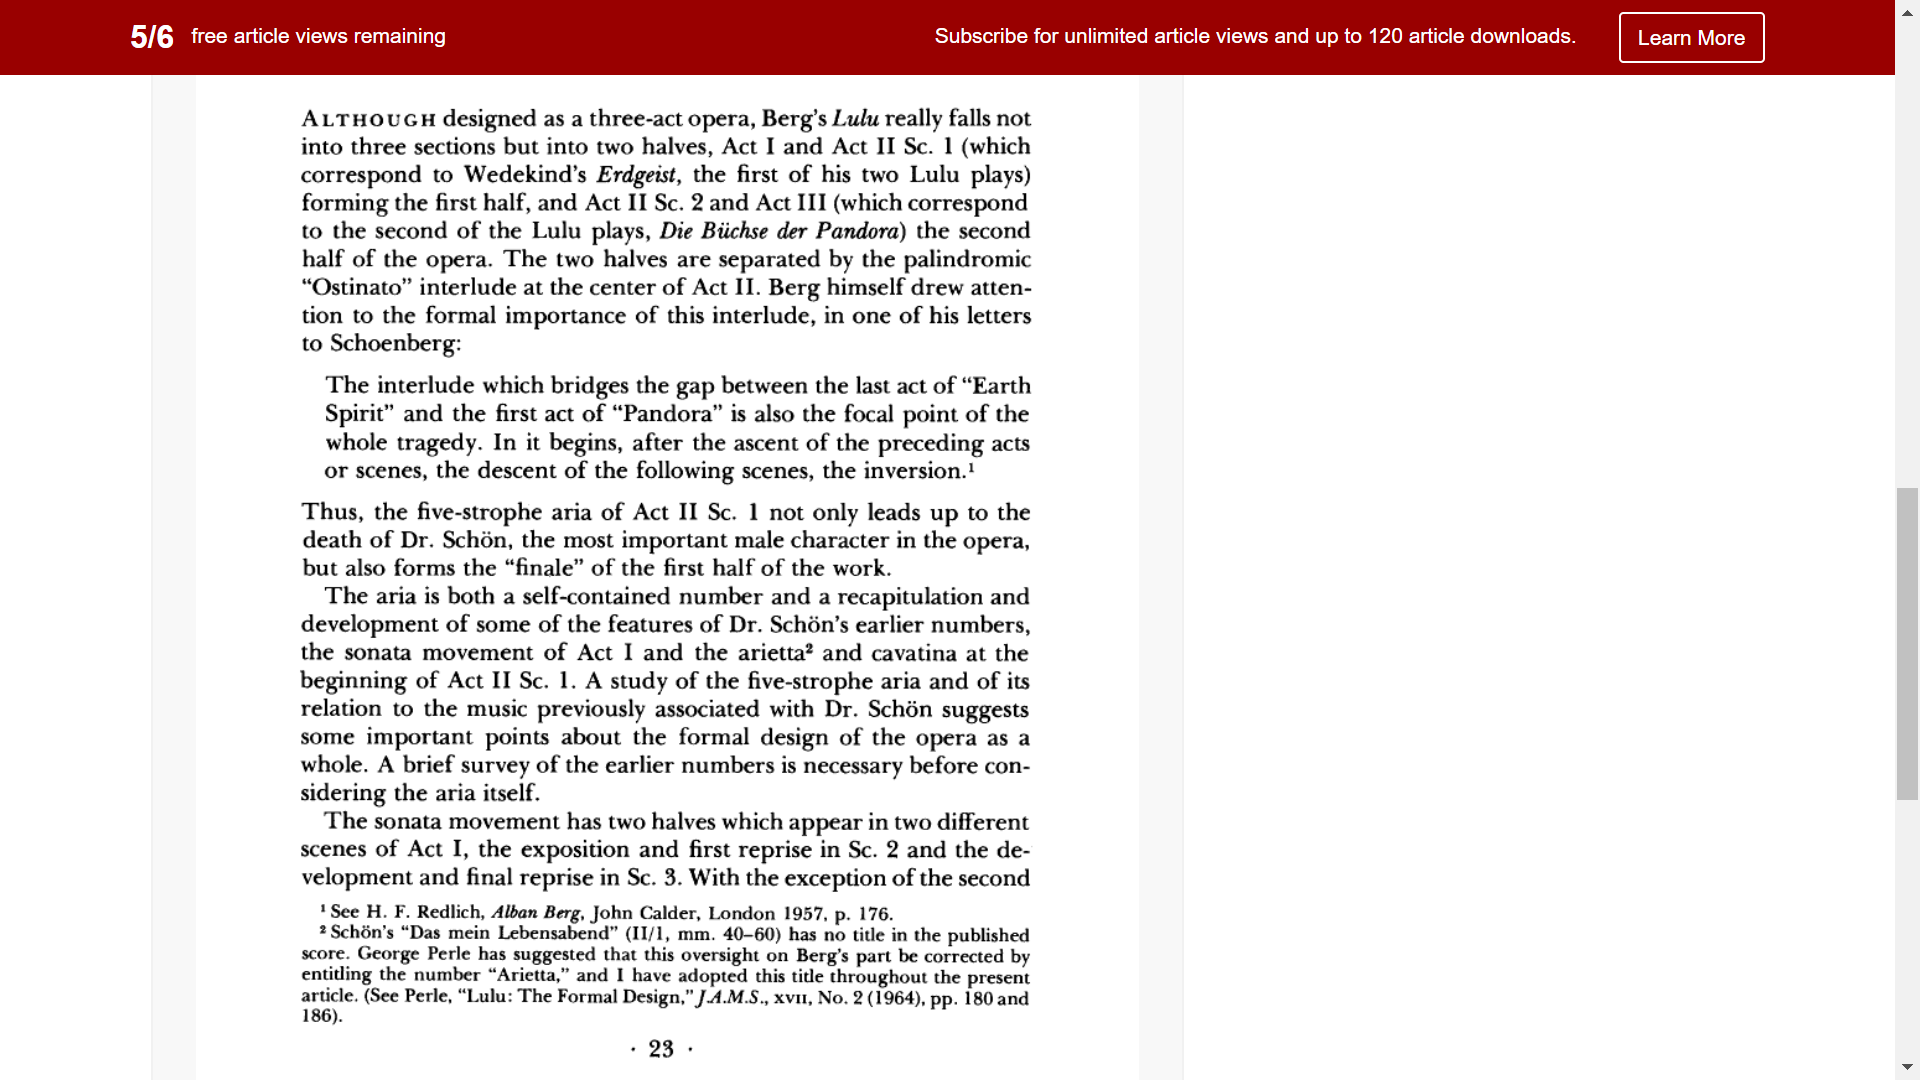 5/6 free article views remaining
Subscribe for unlimited article views and up to 120 article downloads.
Learn More
ALTHOUGH designed as a three-act opera, Berg's Lulu really falls not
into three sections but into two halves, Act I and Act II Sc. 1 (which
correspond to Wedekind's Erdgeist, the first of his two Lulu plays)
forming the first half, and Act II Sc. 2 and Act III (which correspond
to the second of the Lulu plays, Die Büchse der Pandora) the second
half of the opera. The two halves are separated by the palindromic
“Ostinato” interlude at the center of Act II. Berg himself drew atten-
tion to the formal importance of this interlude, in one of his letters
to Schoenberg:
The interlude which bridges the gap between the last act of “Earth
Spirit” and the first act of “Pandora” is also the focal point of the
whole tragedy. In it begins, after the ascent of the preceding acts
or scenes, the descent of the following scenes, the inversion.¹
Thus, the five-strophe aria of Act II Sc. 1 not only leads up to the
death of Dr. Schön, the most important male character in the opera,
but also forms the “finale” of the first half of the work.
The aria is both a self-contained number and a recapitulation and
development of some of the features of Dr. Schön's earlier numbers,
the sonata movement of Act I and the arietta² and cavatina at the
beginning of Act II Sc. 1. A study of the five-strophe aria and of its
relation to the music previously associated with Dr. Schön suggests
some important points about the formal design of the opera as a
whole. A brief survey of the earlier numbers is necessary before con-
sidering the aria itself.
The sonata movement has two halves which appear in two different
scenes of Act I, the exposition and first reprise in Sc. 2 and the de-
velopment and final reprise in Sc. 3. With the exception of the second
¹ See H. F. Redlich, Alban Berg, John Calder, London 1957, p. 176.
² Schön's “Das mein Lebensabend” (II/1, mm. 40–60) has no title in the published
score. George Perle has suggested that this oversight on Berg's part be corrected by
entitling the number “Arietta,” and I have adopted this title throughout the present
article. (See Perle, “Lulu: The Formal Design,” J.A.M.S., XVII, No. 2 (1964), pp. 180 and
186).
· 23 ·